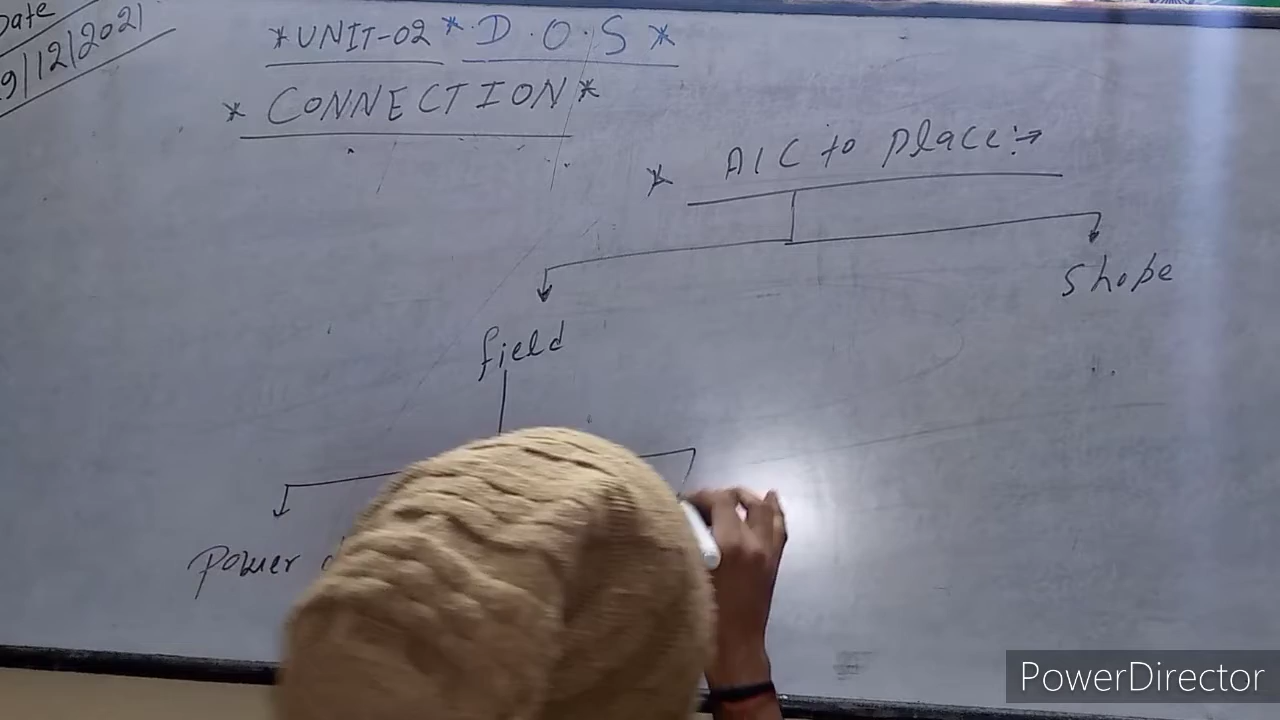 Date
9/12/2021
*UNIT-02 * D.O.S *
* CONNECTION *
* A/C to place:→
field
Shope
Power
PowerDirector